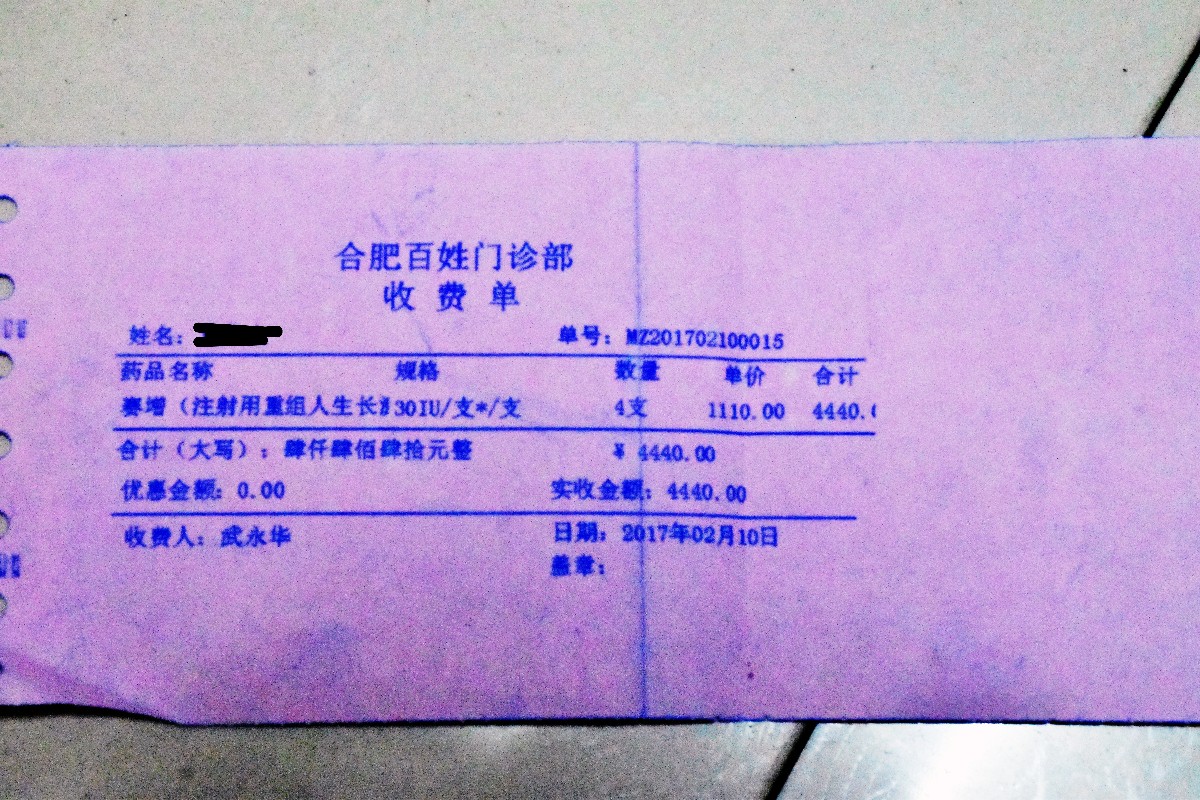 合肥百姓门诊部
收费单
姓名： 单号：MZ201702100015
药品名称 规格 数量 单价 合计
赛增（注射用重组人生长 30IU/支*/支 4支 1110.00 4440.
合计（大写）：肆仟肆佰肆拾元整 ¥ 4440.00
优惠金额：0.00 实收金额：4440.00
收费人：武永华 日期：2017年02月10日
盖章：